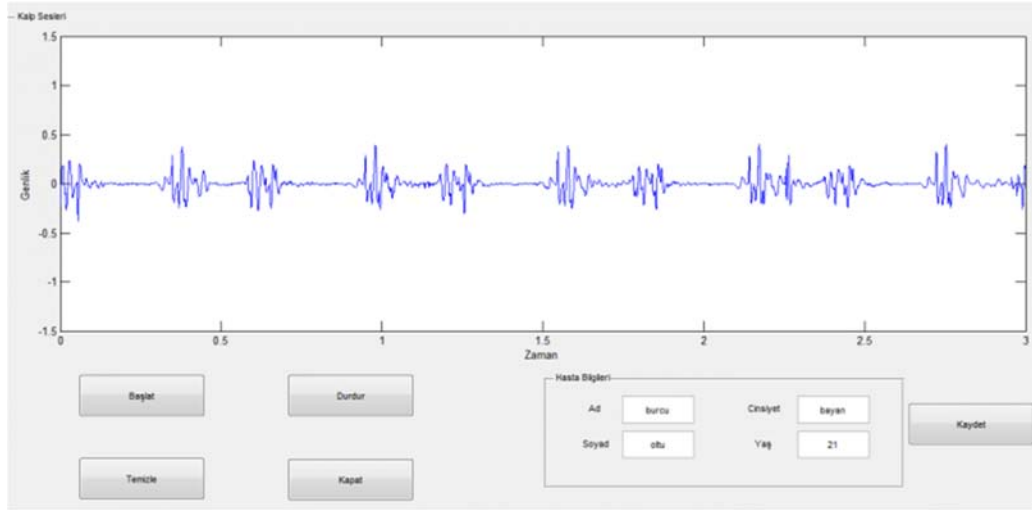 Kalp Sesleri
1.5
1
0.5
0
-0.5
-1
-1.5
Genlik
0 0.5 1 1.5 2 2.5 3
Zaman
Başlat
Durdur
Temizle
Kapat
Hasta Bilgileri
Ad burcu Cinsiyet bayan
Soyad oltu Yaş 21
Kaydet